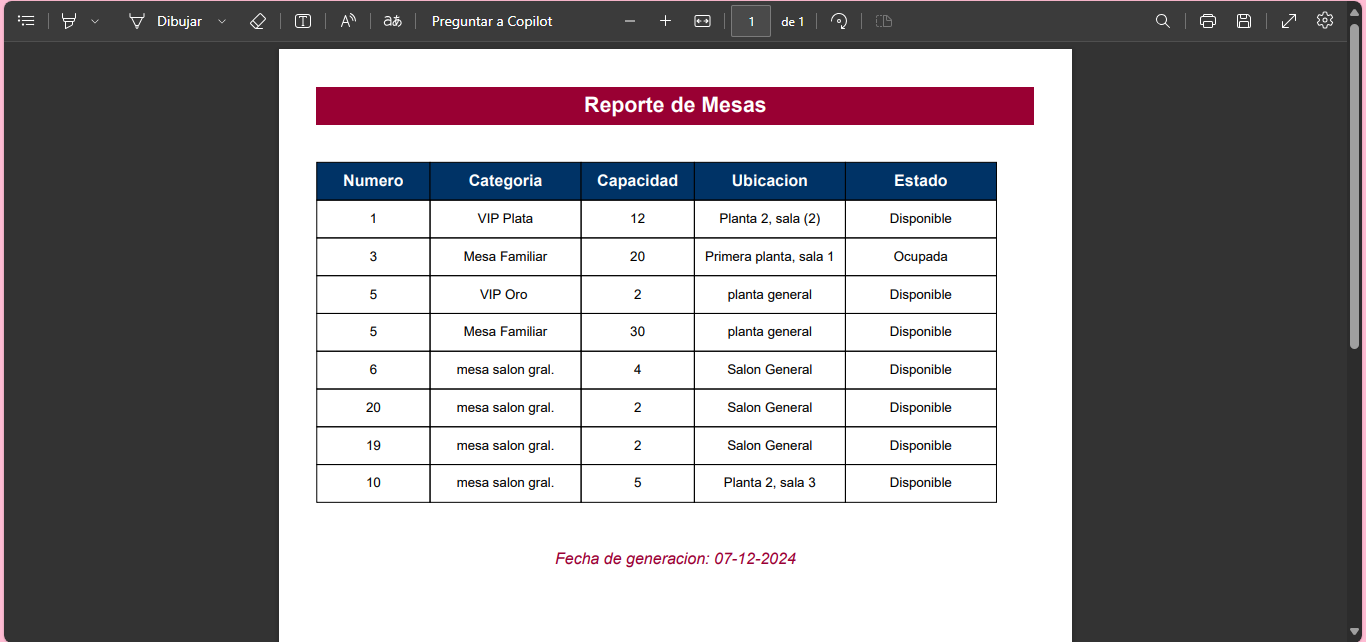 Dibujar Preguntar a Copilot 1 de 1
Reporte de Mesas
Numero Categoria Capacidad Ubicacion Estado
1 VIP Plata 12 Planta 2, sala (2) Disponible
3 Mesa Familiar 20 Primera planta, sala 1 Ocupada
5 VIP Oro 2 planta general Disponible
5 Mesa Familiar 30 planta general Disponible
6 mesa salon gral. 4 Salon General Disponible
20 mesa salon gral. 2 Salon General Disponible
19 mesa salon gral. 2 Salon General Disponible
10 mesa salon gral. 5 Planta 2, sala 3 Disponible
Fecha de generacion: 07-12-2024